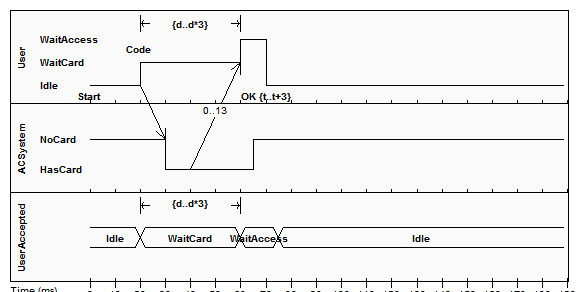 User
{d..d*3}
WaitAccess
Code
WaitCard
Idle
Start
OK {t..t+3}
0..13
ACSystem
NoCard
HasCard
UserAccepted
{d..d*3}
Idle WaitCard WaitAccess Idle
Time (ms)